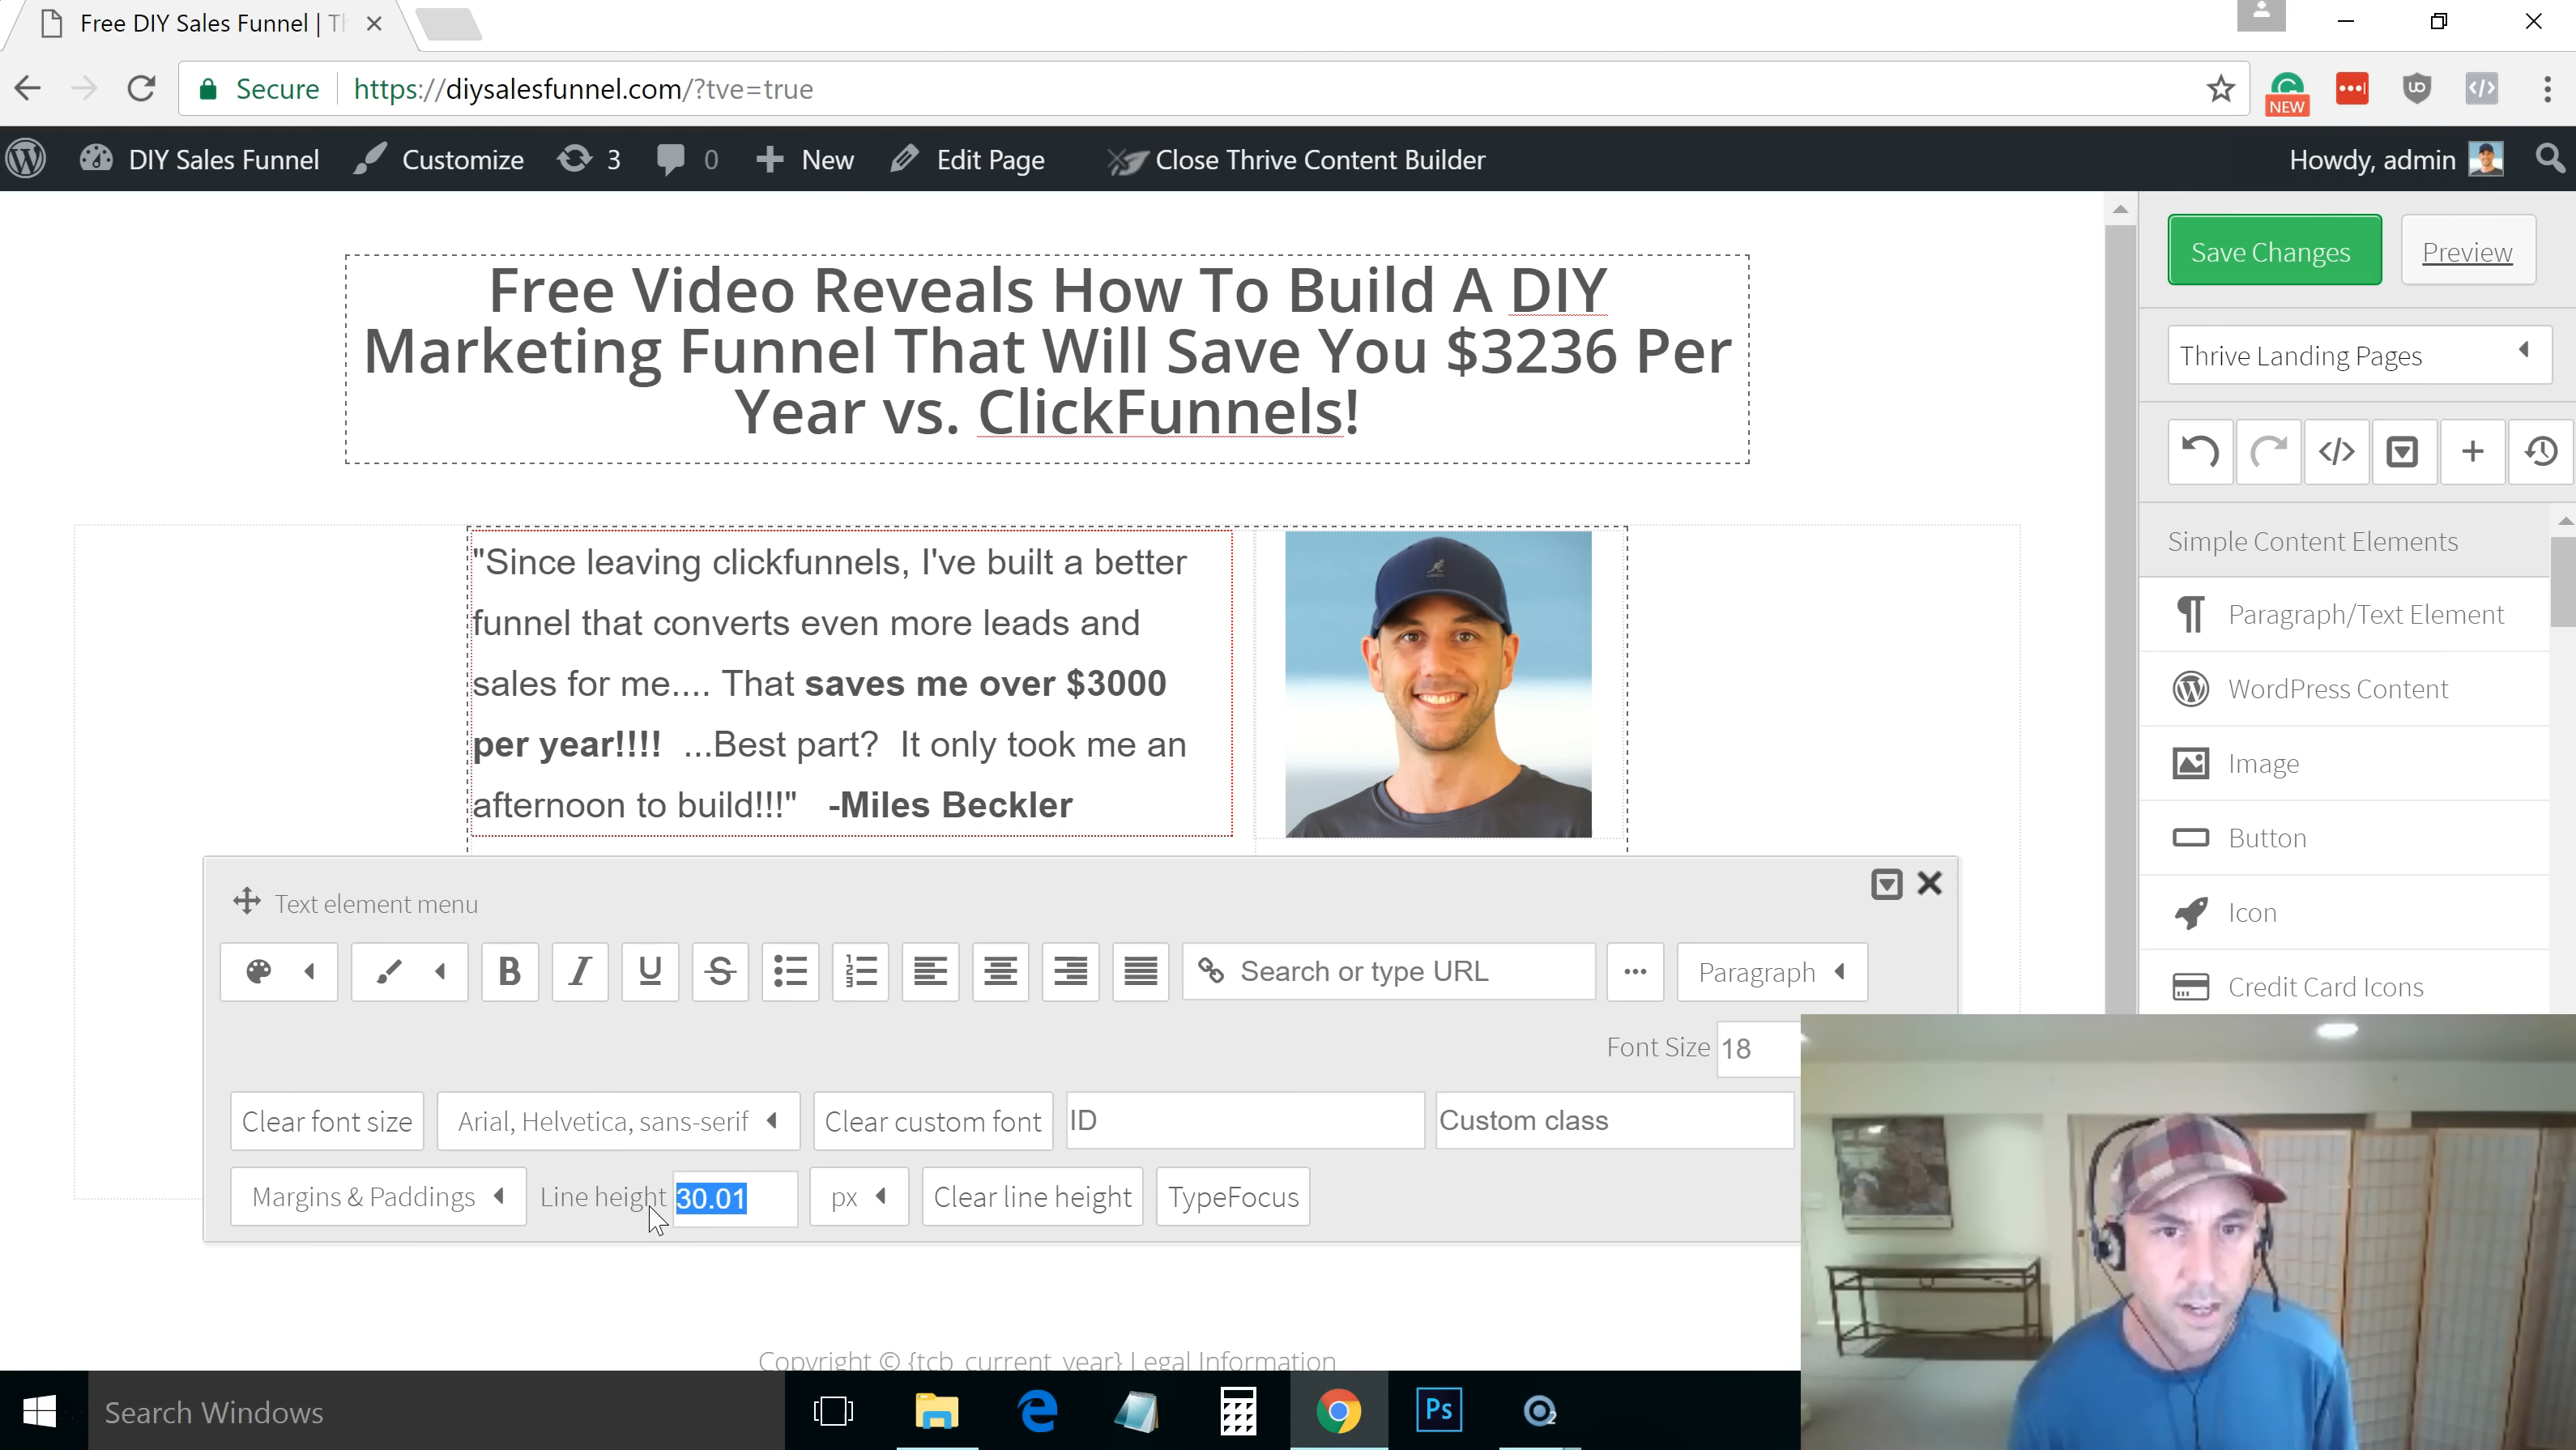 Free DIY Sales Funnel | Th
Secure
https://diysalesfunnel.com/?tve=true
NEW
DIY Sales Funnel
Customize
3
0
New
Edit Page
Close Thrive Content Builder
Howdy, admin
Save Changes
Preview
Free Video Reveals How To Build A DIY
Marketing Funnel That Will Save You $3236 Per
Year vs. ClickFunnels!
Thrive Landing Pages
"Since leaving clickfunnels, I've built a better
funnel that converts even more leads and
sales for me.... That saves me over $3000
per year!!!! ...Best part? It only took me an
afternoon to build!!!" -Miles Beckler
Simple Content Elements
Paragraph/Text Element
WordPress Content
Image
Button
Icon
Credit Card Icons
Text element menu
B
I
U
S
Search or type URL
Paragraph
Font Size 18
Clear font size
Arial, Helvetica, sans-serif
Clear custom font
ID
Custom class
Margins & Paddings
Line height 30.01
px
Clear line height
TypeFocus
Copyright © {tcb_current_year} Legal Information
Search Windows
Ps
2